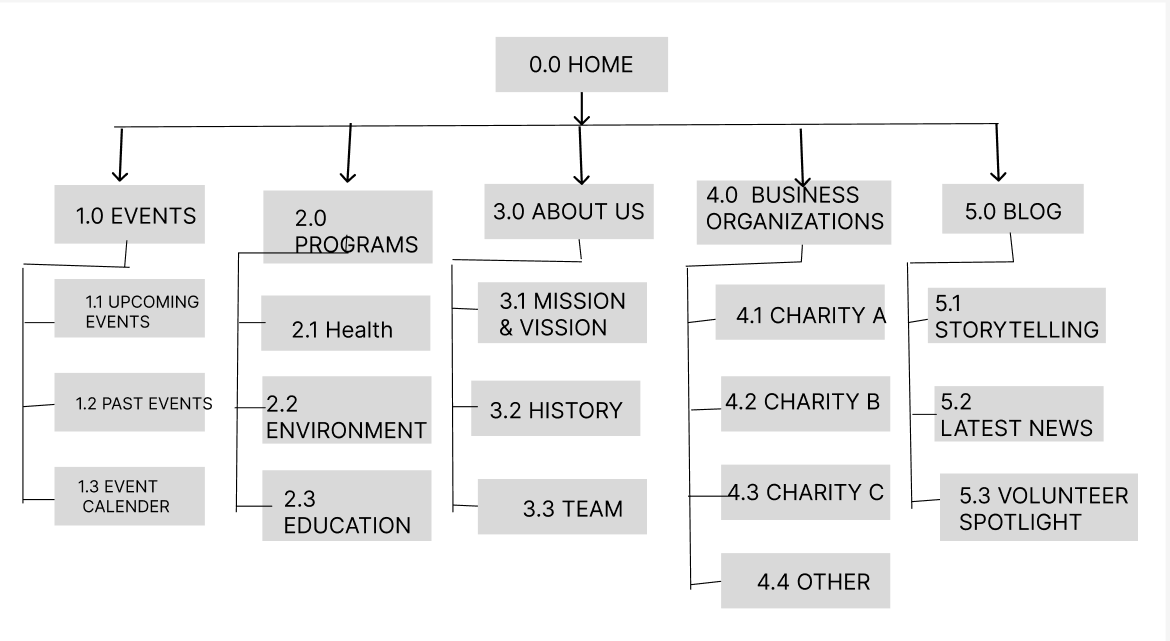 0.0 HOME
1.0 EVENTS
1.1 UPCOMING
EVENTS
1.2 PAST EVENTS
1.3 EVENT
CALENDER
2.0
PROGRAMS
2.1 Health
2.2
ENVIRONMENT
2.3
EDUCATION
3.0 ABOUT US
3.1 MISSION
& VISSION
3.2 HISTORY
3.3 TEAM
4.0 BUSINESS
ORGANIZATIONS
4.1 CHARITY A
4.2 CHARITY B
4.3 CHARITY C
4.4 OTHER
5.0 BLOG
5.1
STORYTELLING
5.2
LATEST NEWS
5.3 VOLUNTEER
SPOTLIGHT